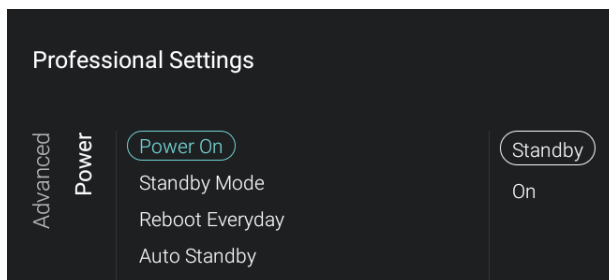 Professional Settings
Advanced
Power
Power On
Standby Mode
Reboot Everyday
Auto Standby
Standby
On